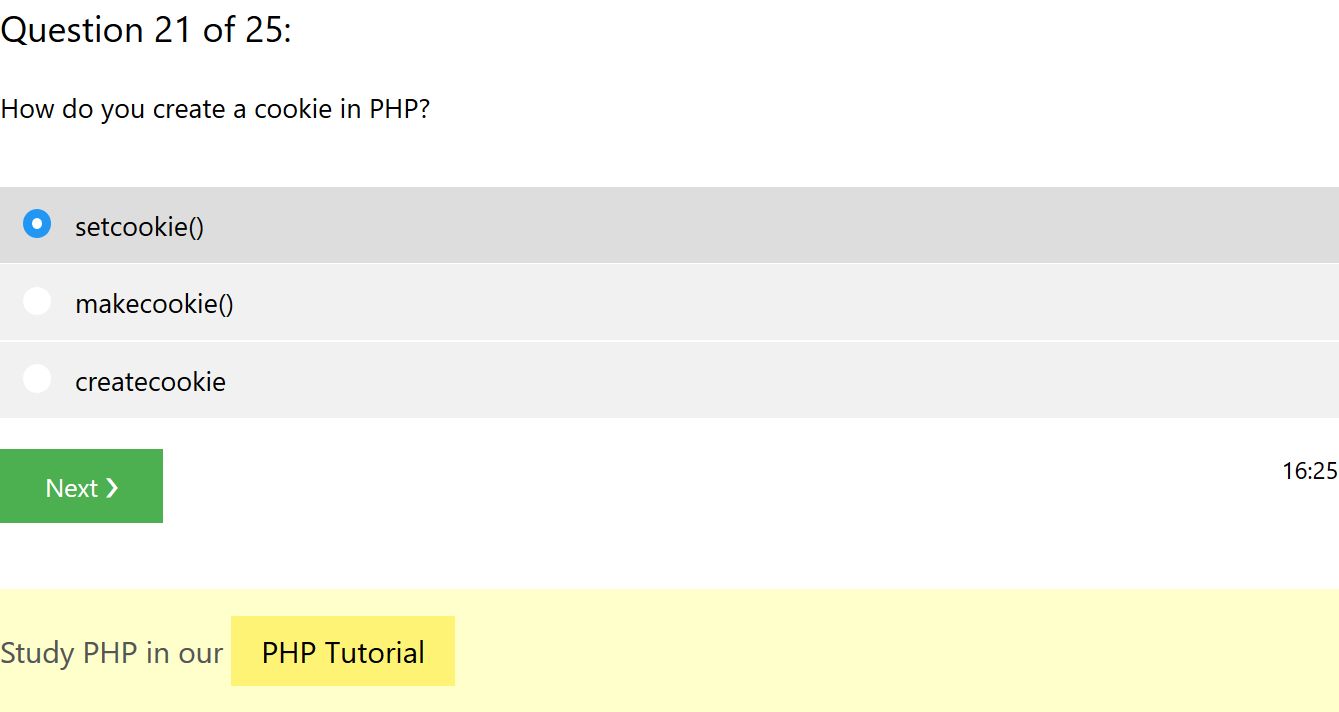 Question 21 of 25:
How do you create a cookie in PHP?
setcookie()
makecookie()
createcookie
Next ❯
16:25
Study PHP in our PHP Tutorial